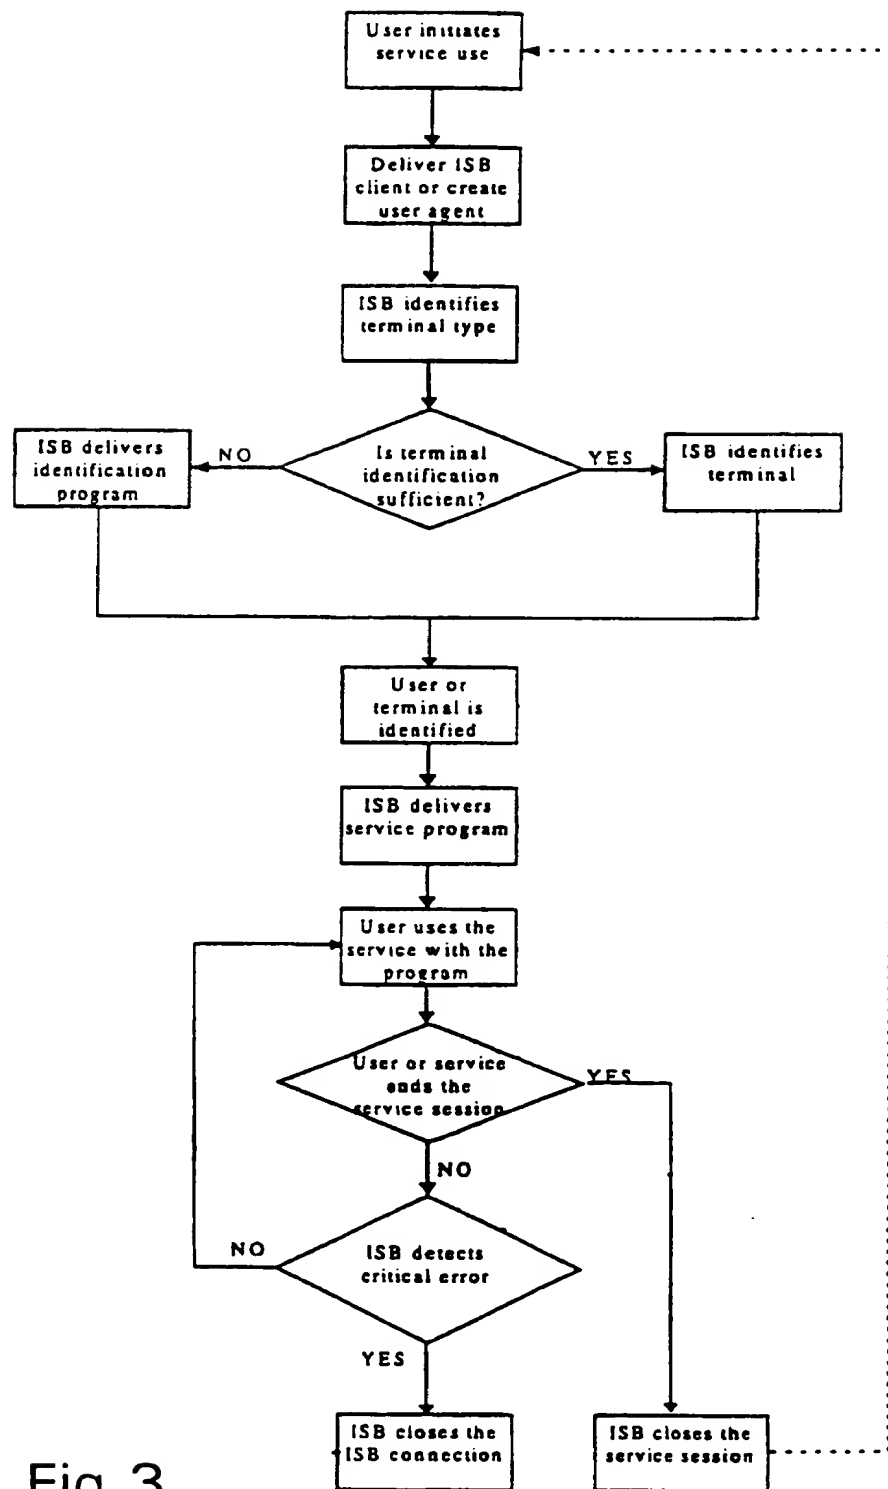 User initiates
service use
Deliver ISB
client or create
user agent
ISB identifies
terminal type
ISB delivers
identification
program
NO
Is terminal
identification
sufficient?
YES
ISB identifies
terminal
User or
terminal is
identified
ISB delivers
service program
User uses the
service with the
program
User or service
ends the
service session
YES
NO
NO
ISB detects
critical error
YES
ISB closes the
ISB connection
ISB closes the
service session
Fig. 3